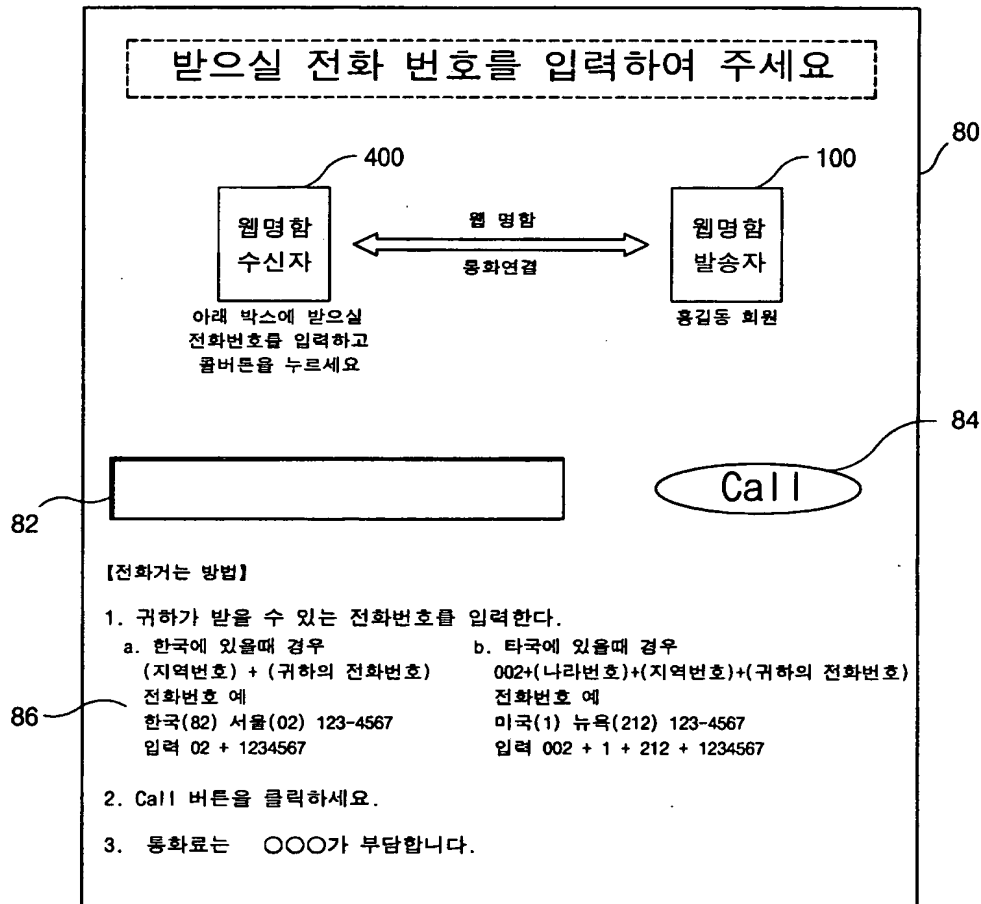 받으실 전화 번호를 입력하여 주세요
80
400
100
웹명함
수신자
웹 명함
통화연결
웹명함
발송자
아래 박스에 받으실
전화번호를 입력하고
콜버튼을 누르세요
홍길동 회원
84
Call
82
【전화거는 방법】
1. 귀하가 받을 수 있는 전화번호를 입력한다.
a. 한국에 있을때 경우
(지역번호) + (귀하의 전화번호)
전화번호 예
한국(82) 서울(02) 123-4567
입력 02 + 1234567
b. 타국에 있을때 경우
002+(나라번호)+(지역번호)+(귀하의 전화번호)
전화번호 예
미국(1) 뉴욕(212) 123-4567
입력 002 + 1 + 212 + 1234567
86
2. Call 버튼을 클릭하세요.
3. 통화료는 ○○○가 부담합니다.